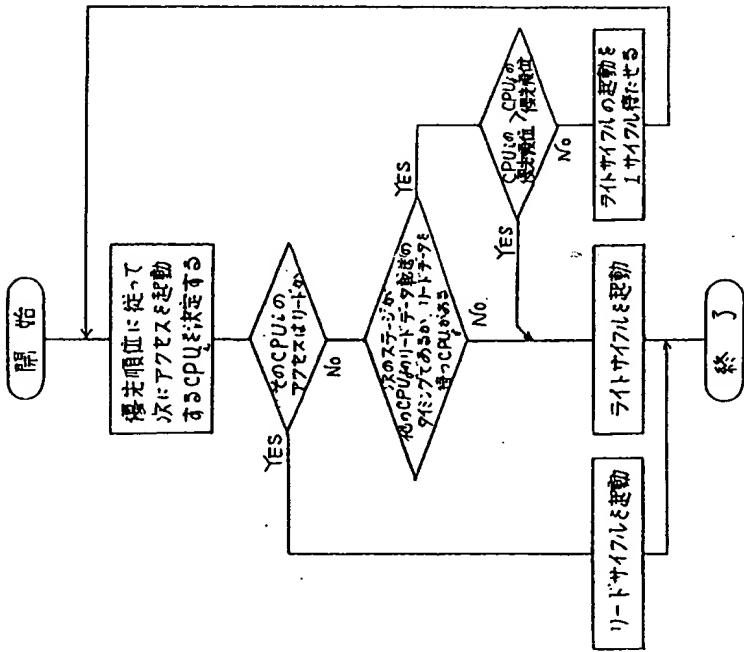 開始
優先順位に従って
次にアクセスを起動
するCPUiを決定する
そのCPUiの
アクセスはリードか
YES
No
次のステージが
他のCPUjのリードデータ転送の
タイミングであるか、リードデータを
待つCPUjがある
YES
No
CPUiの
優先順位
>
CPUjの
優先順位
YES
No
リードサイクルを起動
ライトサイクルを起動
ライトサイクルの起動を
1サイクル待たせる
終了